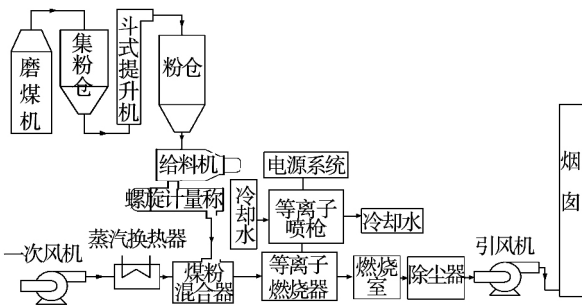 磨煤机
集粉仓
斗式提升机
粉仓
给料机
螺旋计量称
电源系统
冷却水
等离子
喷枪
冷却水
烟囱
一次风机
蒸汽换热器
煤粉
混合器
等离子
燃烧器
燃烧
室
除尘器
引风机